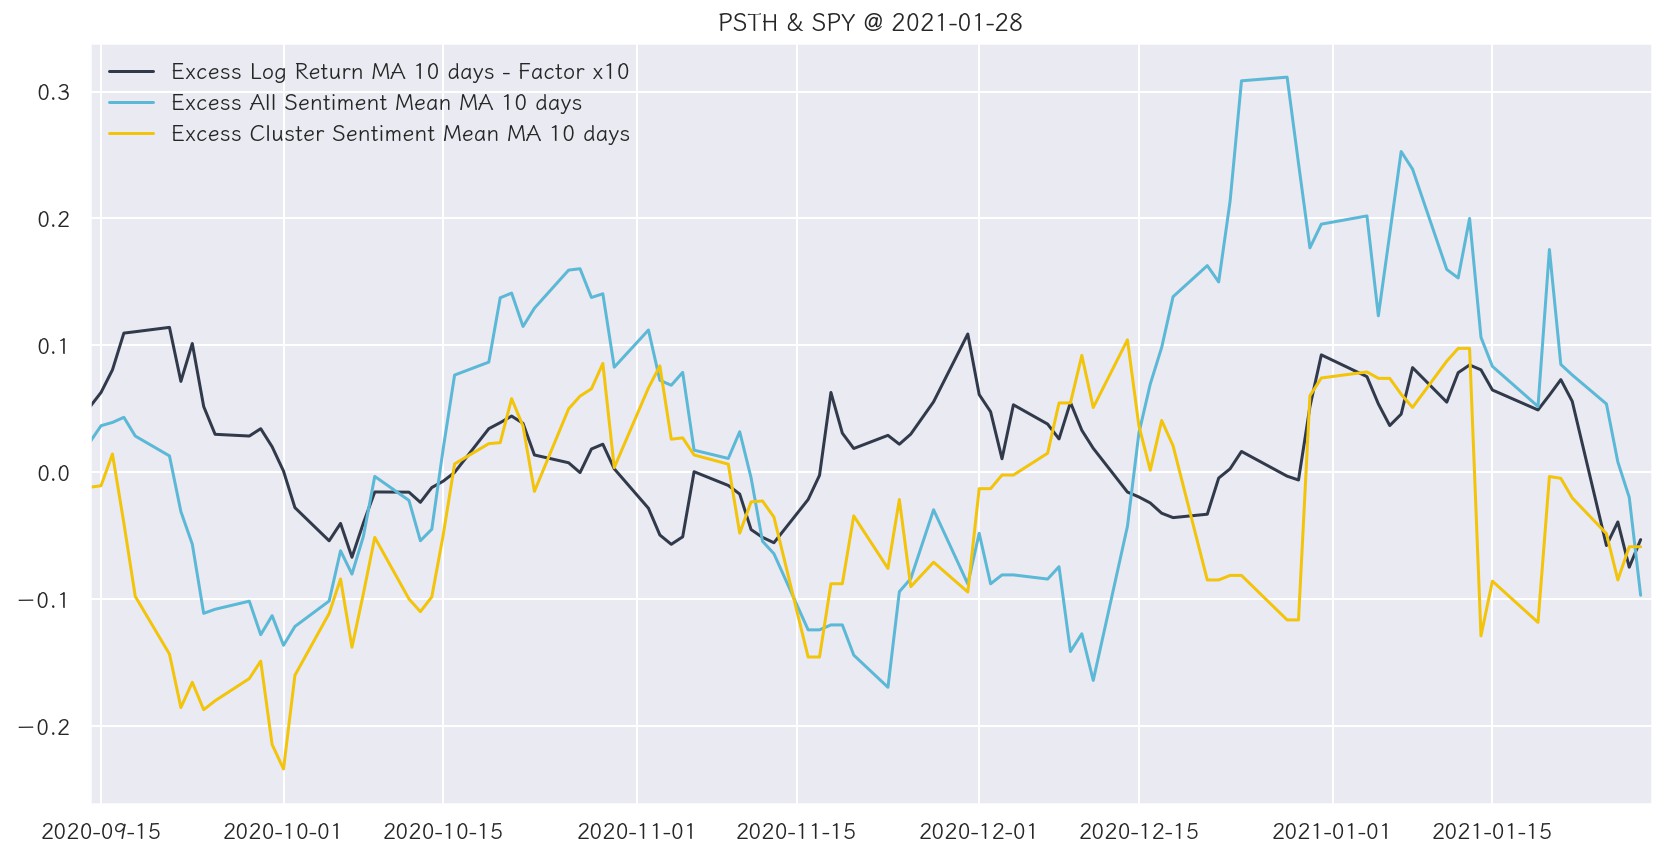 PSTH & SPY @ 2021-01-28
Excess Log Return MA 10 days - Factor x10
Excess All Sentiment Mean MA 10 days
Excess Cluster Sentiment Mean MA 10 days
0.3
0.2
0.1
0.0
−0.1
−0.2
2020-09-15 2020-10-01 2020-10-15 2020-11-01 2020-11-15 2020-12-01 2020-12-15 2021-01-01 2021-01-15